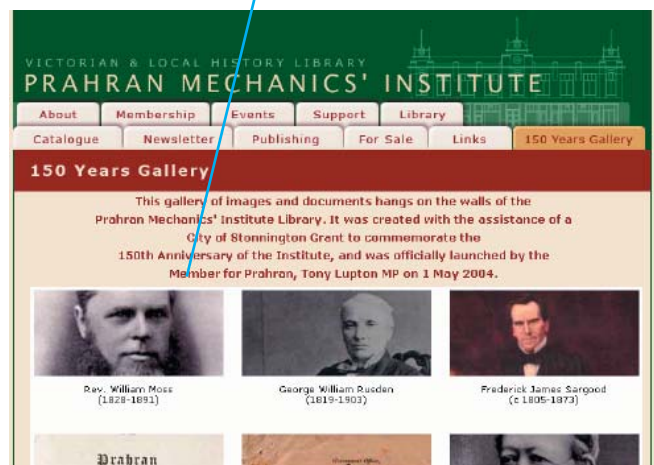 VICTORIAN & LOCAL HISTORY LIBRARY
PRAHRAN MECHANICS' INSTITUTE
About Membership Events Support Library
Catalogue Newsletter Publishing For Sale Links 150 Years Gallery
150 Years Gallery
This gallery of images and documents hangs on the walls of the
Prahran Mechanics' Institute Library. It was created with the assistance of a
City of Stonnington Grant to commemorate the
150th Anniversary of the Institute, and was officially launched by the
Member for Prahran, Tony Lupton MP on 1 May 2004.
Rev. William Moss
(1828-1891)
George William Rusden
(1819-1903)
Frederick James Sargood
(c 1805-1873)
Prahran